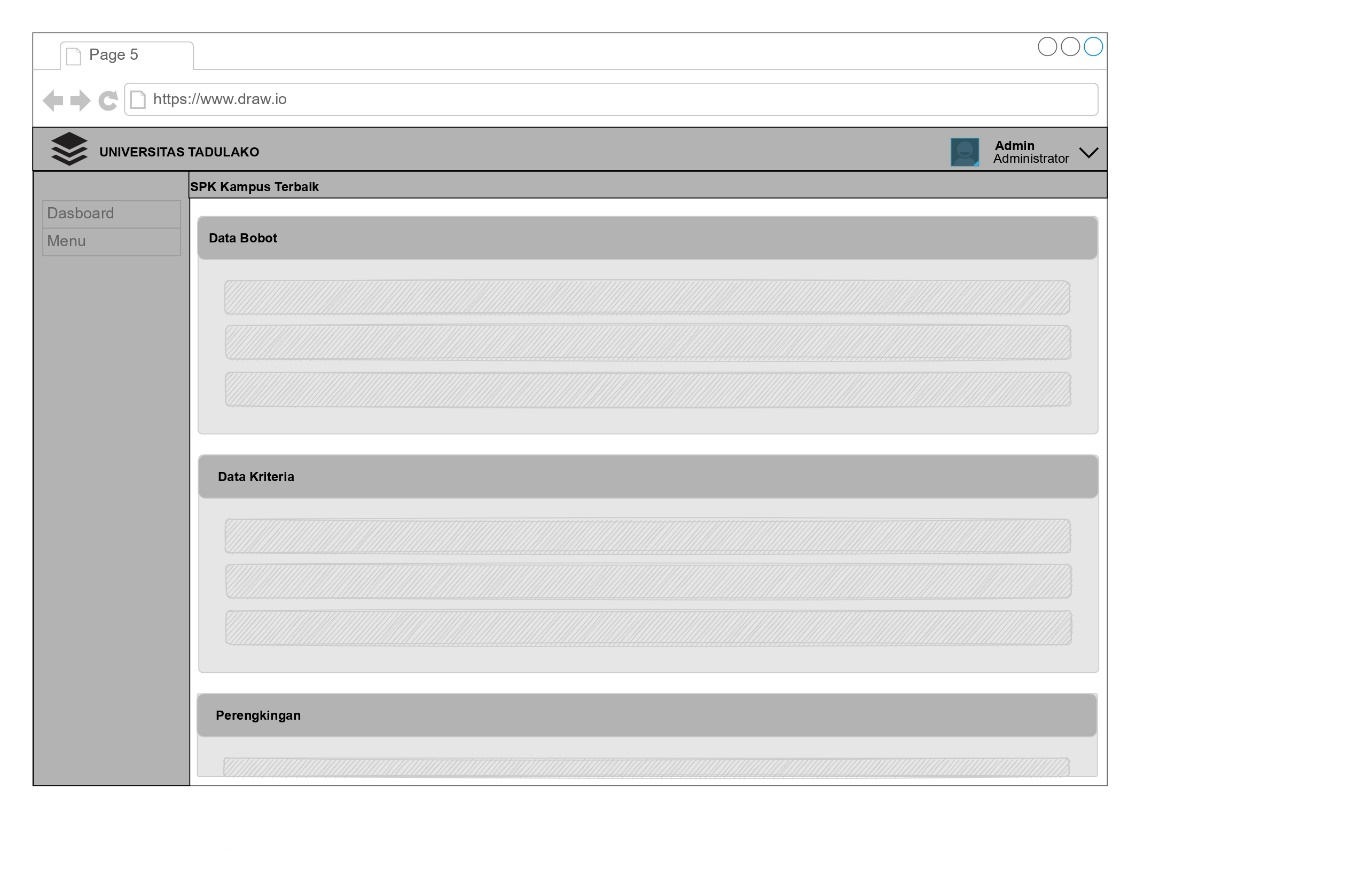 Page 5
https://www.draw.io
UNIVERSITAS TADULAKO
Admin
Administrator
SPK Kampus Terbaik
Dasboard
Menu
Data Bobot
Data Kriteria
Perengkingan